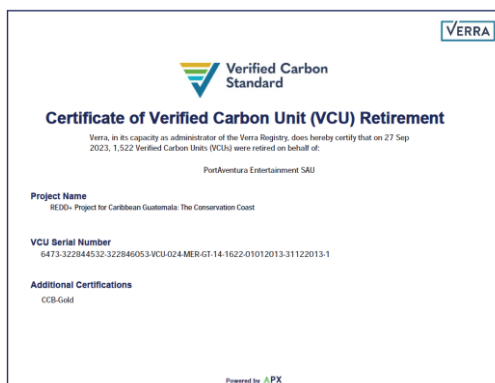 VERRA
Verified Carbon
Standard
Certificate of Verified Carbon Unit (VCU) Retirement
Verra, in its capacity as administrator of the Verra Registry, does hereby certify that on 27 Sep
2023, 1,522 Verified Carbon Units (VCUs) were retired on behalf of:
PortAventura Entertainment SAU
Project Name
REDD+ Project for Caribbean Guatemala: The Conservation Coast
VCU Serial Number
6473-322844532-322846053-VCU-024-MER-GT-14-1622-01012013-31122013-1
Additional Certifications
CCB-Gold
Powered by APX